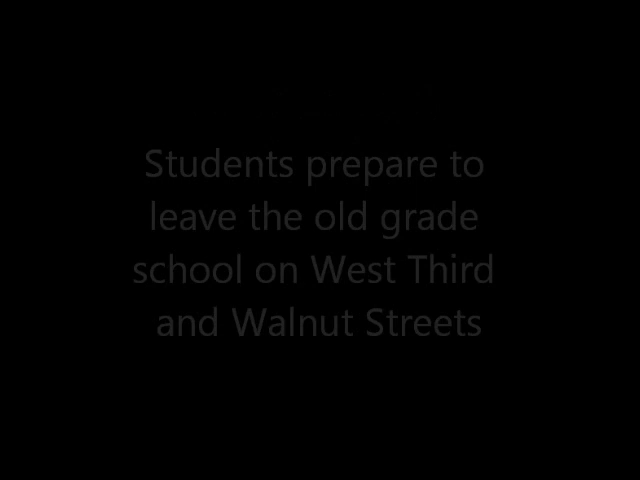 Students prepare to
leave the old grade
school on West Third
and Walnut Streets